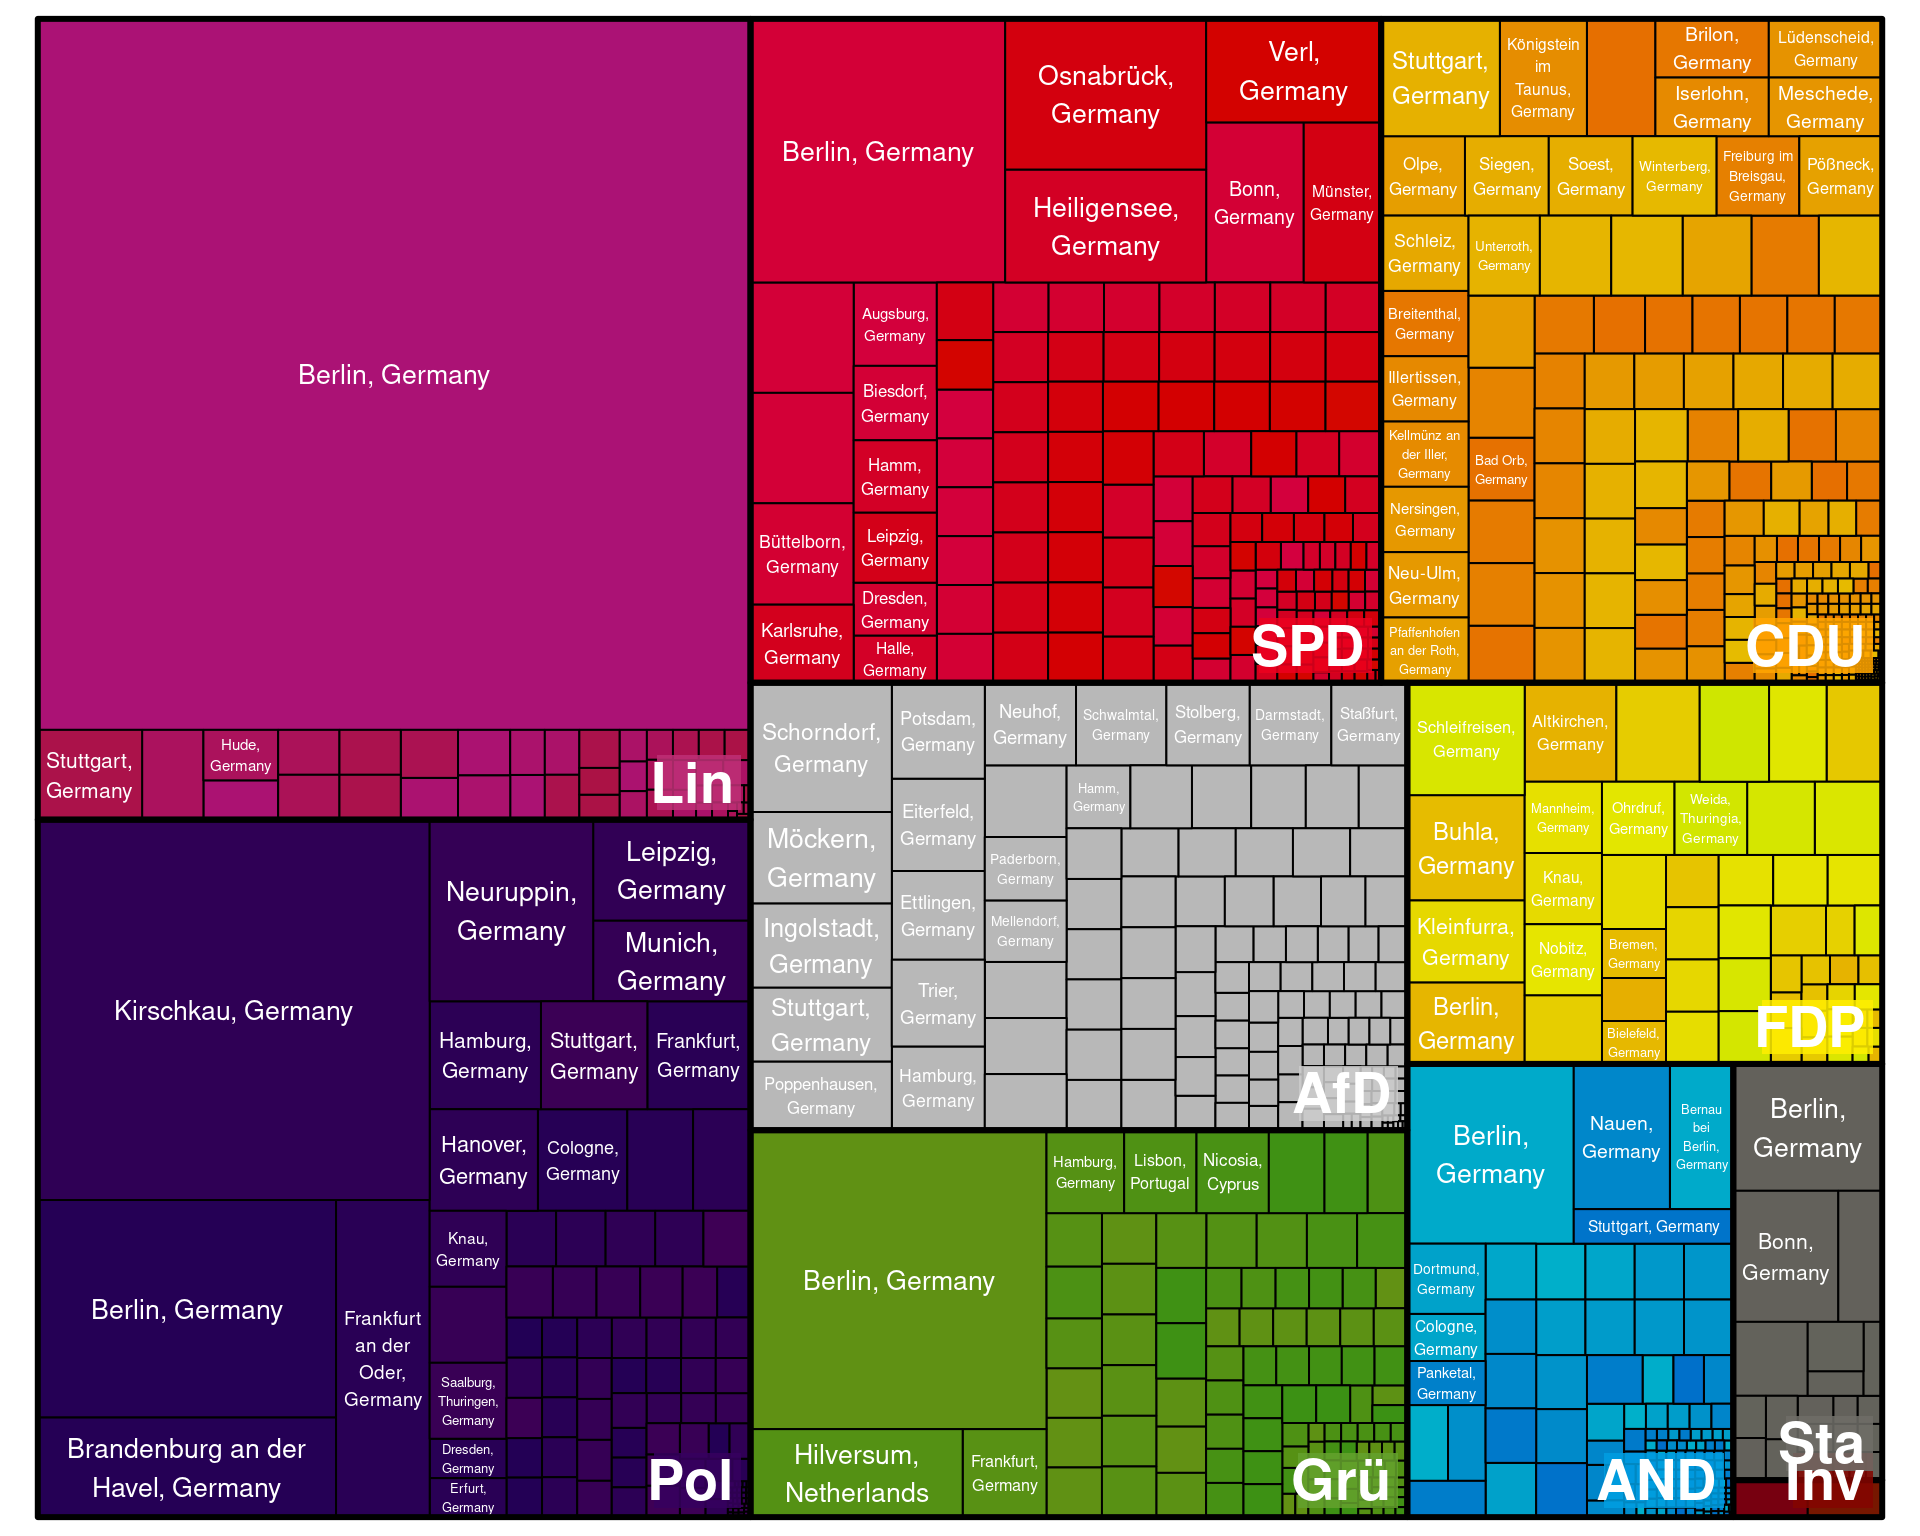 Berlin, Germany
Stuttgart,
Germany
Hude,
Germany
Lin
Kirschkau, Germany
Berlin, Germany
Brandenburg an der
Havel, Germany
Frankfurt
an der
Oder,
Germany
Neuruppin,
Germany
Leipzig,
Germany
Munich,
Germany
Hamburg,
Germany
Stuttgart,
Germany
Frankfurt,
Germany
Hanover,
Germany
Cologne,
Germany
Knau,
Germany
Saalburg,
Thuringen,
Germany
Dresden,
Germany
Erfurt,
Germany
Pol
Berlin, Germany
Osnabrück,
Germany
Heiligensee,
Germany
Verl,
Germany
Bonn,
Germany
Münster,
Germany
Büttelborn,
Germany
Karlsruhe,
Germany
Augsburg,
Germany
Biesdorf,
Germany
Hamm,
Germany
Leipzig,
Germany
Dresden,
Germany
Halle,
Germany
SPD
Stuttgart,
Germany
Königstein
im
Taunus,
Germany
Brilon,
Germany
Lüdenscheid,
Germany
Iserlohn,
Germany
Meschede,
Germany
Olpe,
Germany
Siegen,
Germany
Soest,
Germany
Winterberg,
Germany
Freiburg im
Breisgau,
Germany
Pößneck,
Germany
Schleiz,
Germany
Unterroth,
Germany
Breitenthal,
Germany
Illertissen,
Germany
Kellmünz an
der Iller,
Germany
Bad Orb,
Germany
Nersingen,
Germany
Neu-Ulm,
Germany
Pfaffenhofen
an der Roth,
Germany
CDU
Schorndorf,
Germany
Möckern,
Germany
Ingolstadt,
Germany
Stuttgart,
Germany
Poppenhausen,
Germany
Potsdam,
Germany
Eiterfeld,
Germany
Ettlingen,
Germany
Trier,
Germany
Hamburg,
Germany
Neuhof,
Germany
Schwalmtal,
Germany
Stolberg,
Germany
Darmstadt,
Germany
Staßfurt,
Germany
Hamm,
Germany
Paderborn,
Germany
Mellendorf,
Germany
AfD
Schleifreisen,
Germany
Buhla,
Germany
Kleinfurra,
Germany
Berlin,
Germany
Altkirchen,
Germany
Mannheim,
Germany
Ohrdruf,
Germany
Weida,
Thuringia,
Germany
Knau,
Germany
Nobitz,
Germany
Bremen,
Germany
Bielefeld,
Germany
FDP
Berlin, Germany
Hilversum,
Netherlands
Frankfurt,
Germany
Hamburg,
Germany
Lisbon,
Portugal
Nicosia,
Cyprus
Grü
Berlin,
Germany
Nauen,
Germany
Bernau
bei
Berlin,
Germany
Stuttgart, Germany
Dortmund,
Germany
Cologne,
Germany
Panketal,
Germany
AND
Berlin,
Germany
Bonn,
Germany
Sta
Inv